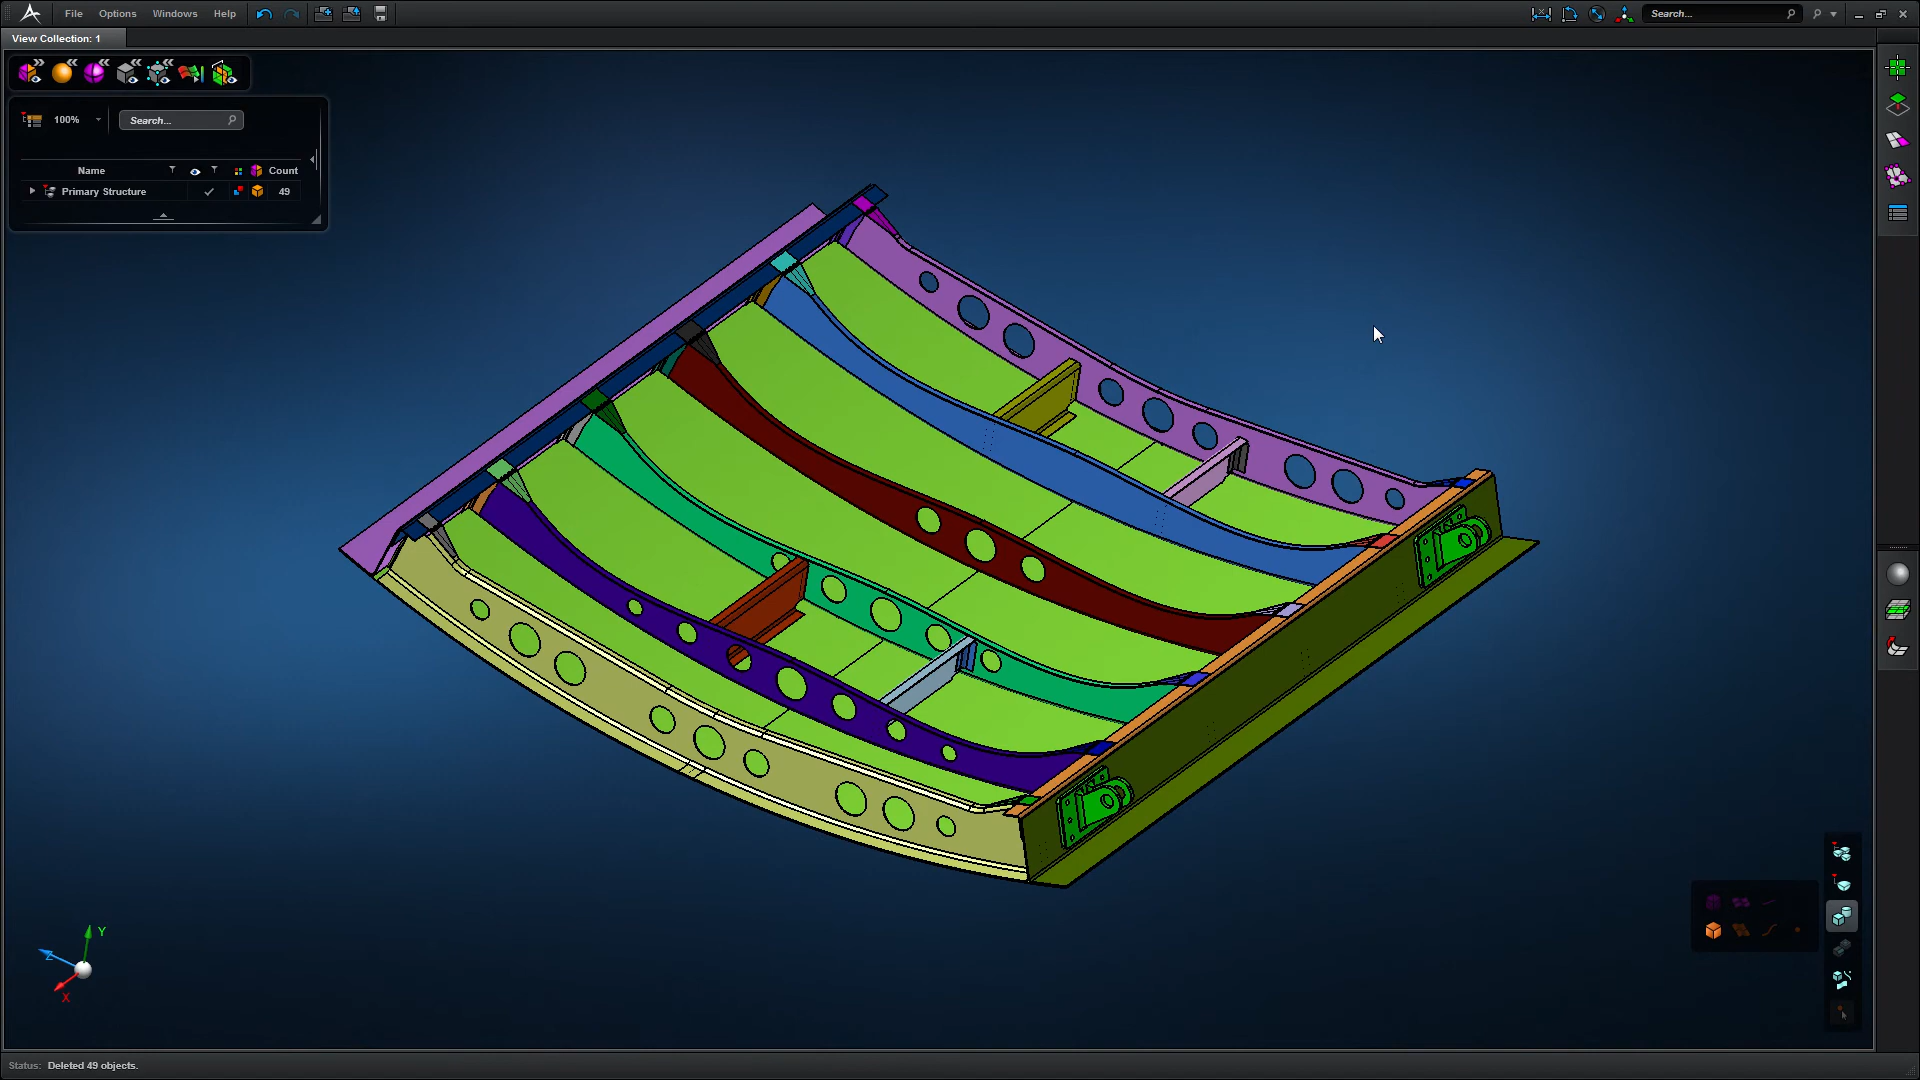 File Options Windows Help
Search...
View Collection: 1
100% Search...
Name Count
Primary Structure 49
Y
Z
X
Status: Deleted 49 objects.